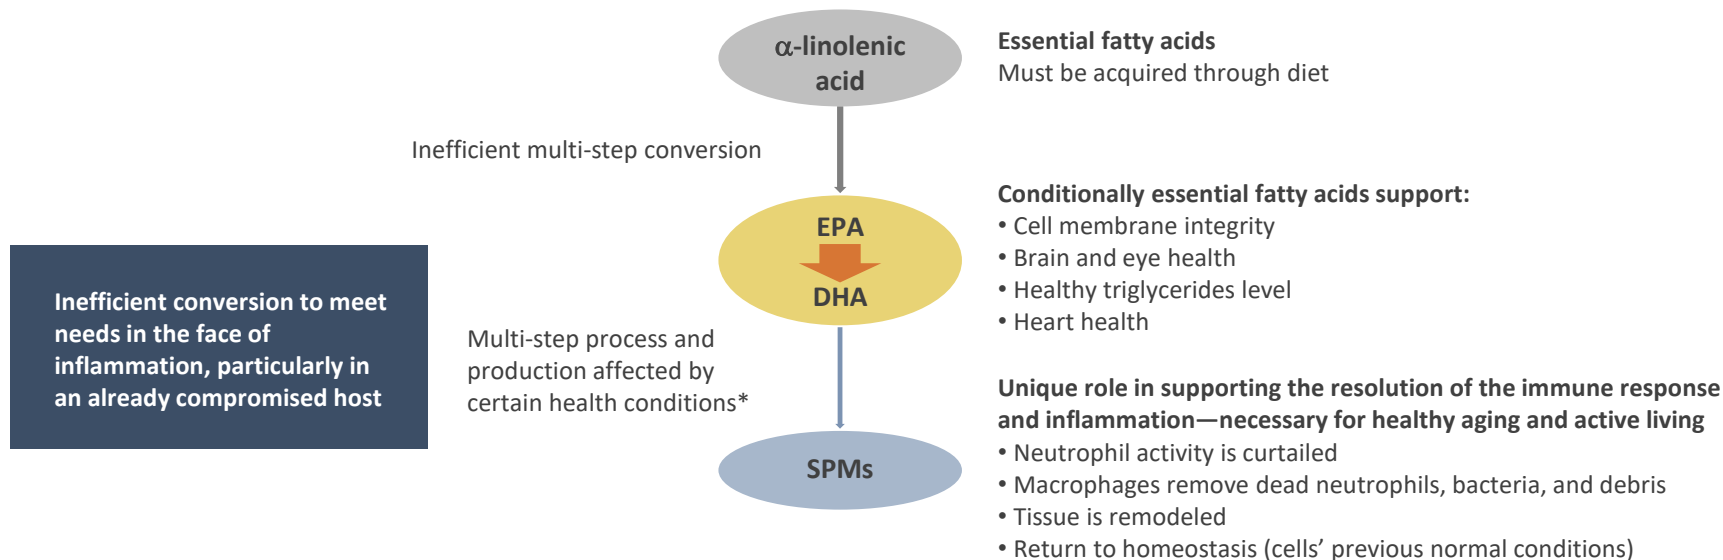 α-linolenic
acid
Essential fatty acids
Must be acquired through diet
Inefficient multi-step conversion
EPA
DHA
Conditionally essential fatty acids support:
• Cell membrane integrity
• Brain and eye health
• Healthy triglycerides level
• Heart health
Inefficient conversion to meet
needs in the face of
inflammation, particularly in
an already compromised host
Multi-step process and
production affected by
certain health conditions*
SPMs
Unique role in supporting the resolution of the immune response
and inflammation—necessary for healthy aging and active living
• Neutrophil activity is curtailed
• Macrophages remove dead neutrophils, bacteria, and debris
• Tissue is remodeled
• Return to homeostasis (cells’ previous normal conditions)